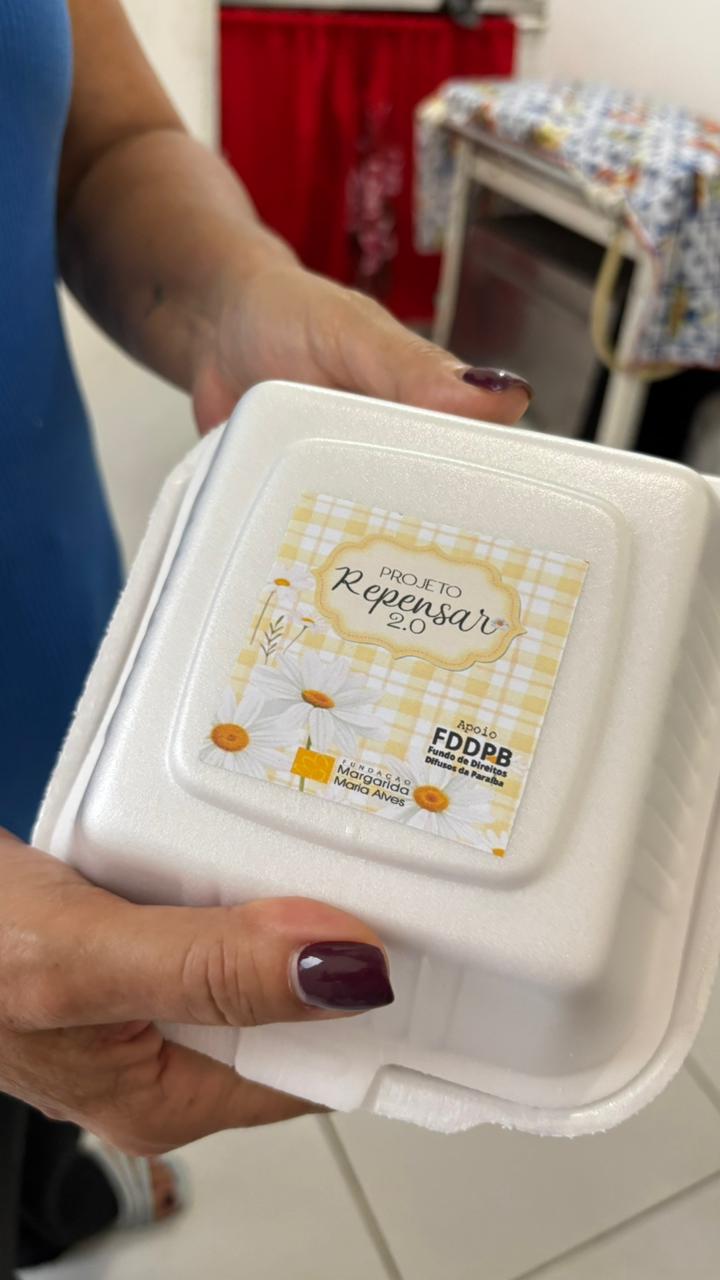 PROJETO
Repensar
2.0
Apoio
FDDPB
Fundo de Direitos
Difusos da Paraíba
FUNDAÇÃO
Margarida
Maria Alves